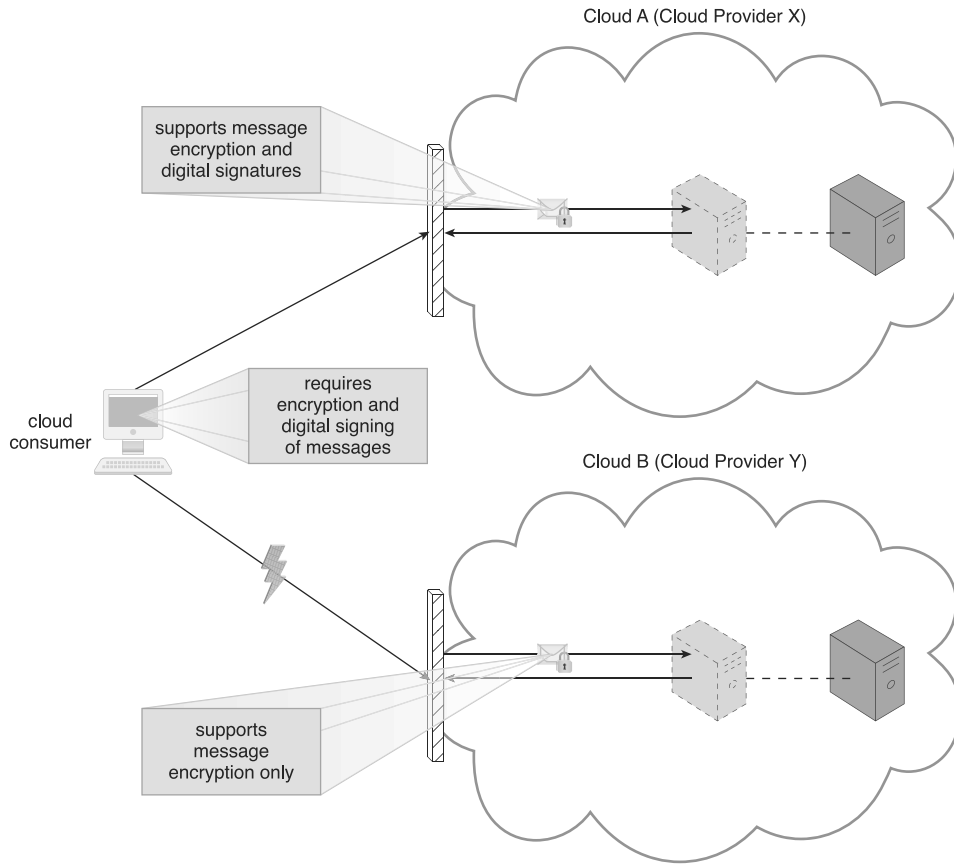 Cloud A (Cloud Provider X)
supports message
encryption and
digital signatures
requires
encryption and
digital signing
of messages
cloud
consumer
Cloud B (Cloud Provider Y)
supports
message
encryption only